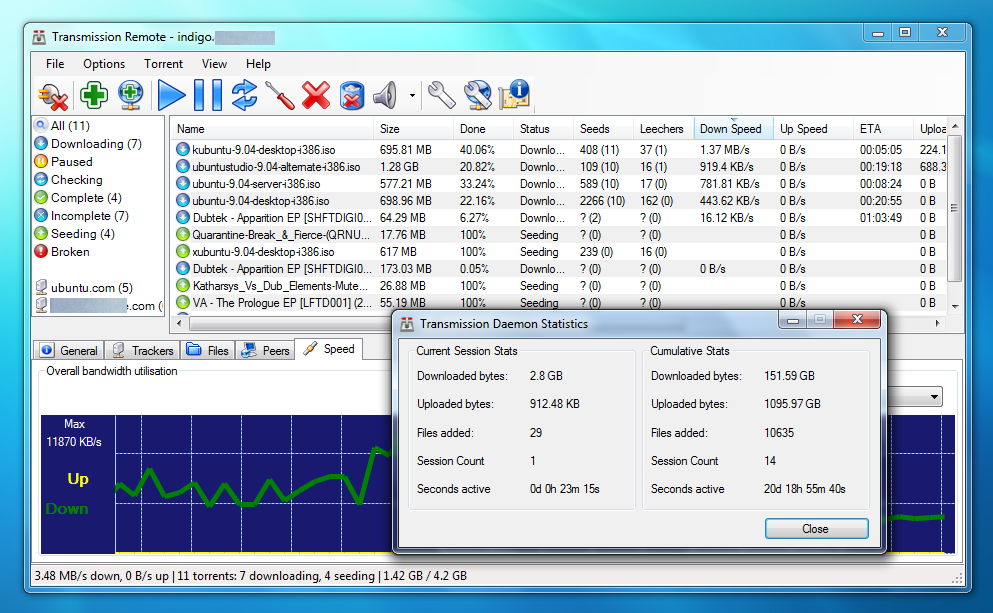 Transmission Remote - indigo.
File Options Torrent View Help
All (11)
Downloading (7)
Paused
Checking
Complete (4)
Incomplete (7)
Seeding (4)
Broken
ubuntu.com (5)
e.com (
Name Size Done Status Seeds Leechers Down Speed Up Speed ETA Uploa
kubuntu-9.04-desktop-i386.iso 695.81 MB 40.06% Downlo... 408 (11) 37 (1) 1.37 MB/s 0 B/s 00:05:05 224.1
ubuntustudio-9.04-alternate-i386.iso 1.28 GB 20.82% Downlo... 109 (10) 16 (1) 919.4 KB/s 0 B/s 00:19:18 688.3
ubuntu-9.04-server-i386.iso 577.21 MB 33.24% Downlo... 589 (10) 17 (0) 781.81 KB/s 0 B/s 00:08:24 0 B
ubuntu-9.04-desktop-i386.iso 698.96 MB 22.16% Downlo... 2266 (10) 162 (0) 443.62 KB/s 0 B/s 00:20:55 0 B
Dubtek - Apparition EP [SHFTDIGI0... 64.29 MB 6.27% Downlo... ? (2) ? (0) 16.12 KB/s 0 B/s 01:03:49 0 B
Quarantine-Break_&_Fierce-(QRNU... 17.76 MB 100% Seeding ? (0) ? (0) 0 B/s 0 B
xubuntu-9.04-desktop-i386.iso 617 MB 100% Seeding 239 (0) 16 (0) 0 B/s 0 B
Dubtek - Apparition EP [SHFTDIGI0... 173.03 MB 0.05% Downlo... ? (0) ? (0) 0 B/s 0 B/s 0 B
Katharsys_Vs_Dub_Elements-Mute... 26.88 MB 100% Seeding ? (0) ? (0) 0 B/s 0 B
VA - The Prologue EP [LFTD001] (2... 55.19 MB 100% Seeding ? (0) ? (0) 0 B/s 0 B
General Trackers Files Peers Speed
Overall bandwidth utilisation
Max
11870 KB/s
Up
Down
Transmission Daemon Statistics
Current Session Stats
Downloaded bytes: 2.8 GB
Uploaded bytes: 912.48 KB
Files added: 29
Session Count 1
Seconds active 0d 0h 23m 15s
Cumulative Stats
Downloaded bytes: 151.59 GB
Uploaded bytes: 1095.97 GB
Files added: 10635
Session Count 14
Seconds active 20d 18h 55m 40s
Close
3.48 MB/s down, 0 B/s up | 11 torrents: 7 downloading, 4 seeding | 1.42 GB / 4.2 GB